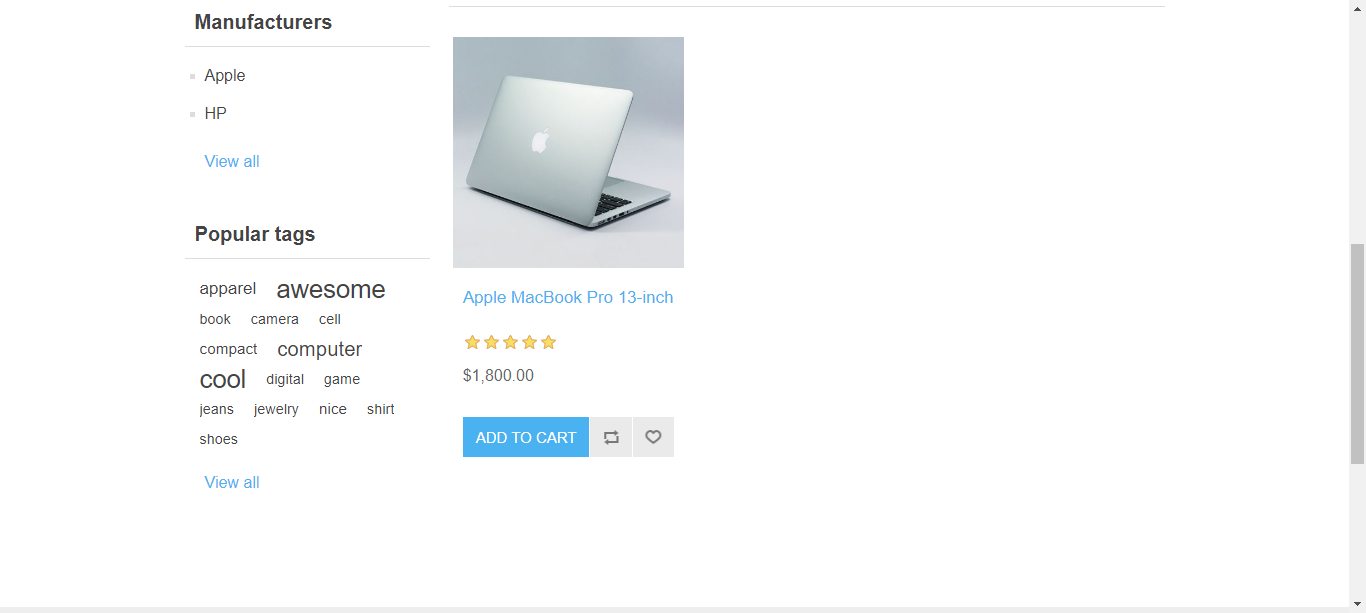 Manufacturers
Apple
HP
View all
Popular tags
apparel awesome
book camera cell
compact computer
cool digital game
jeans jewelry nice shirt
shoes
View all
Apple MacBook Pro 13-inch
$1,800.00
ADD TO CART